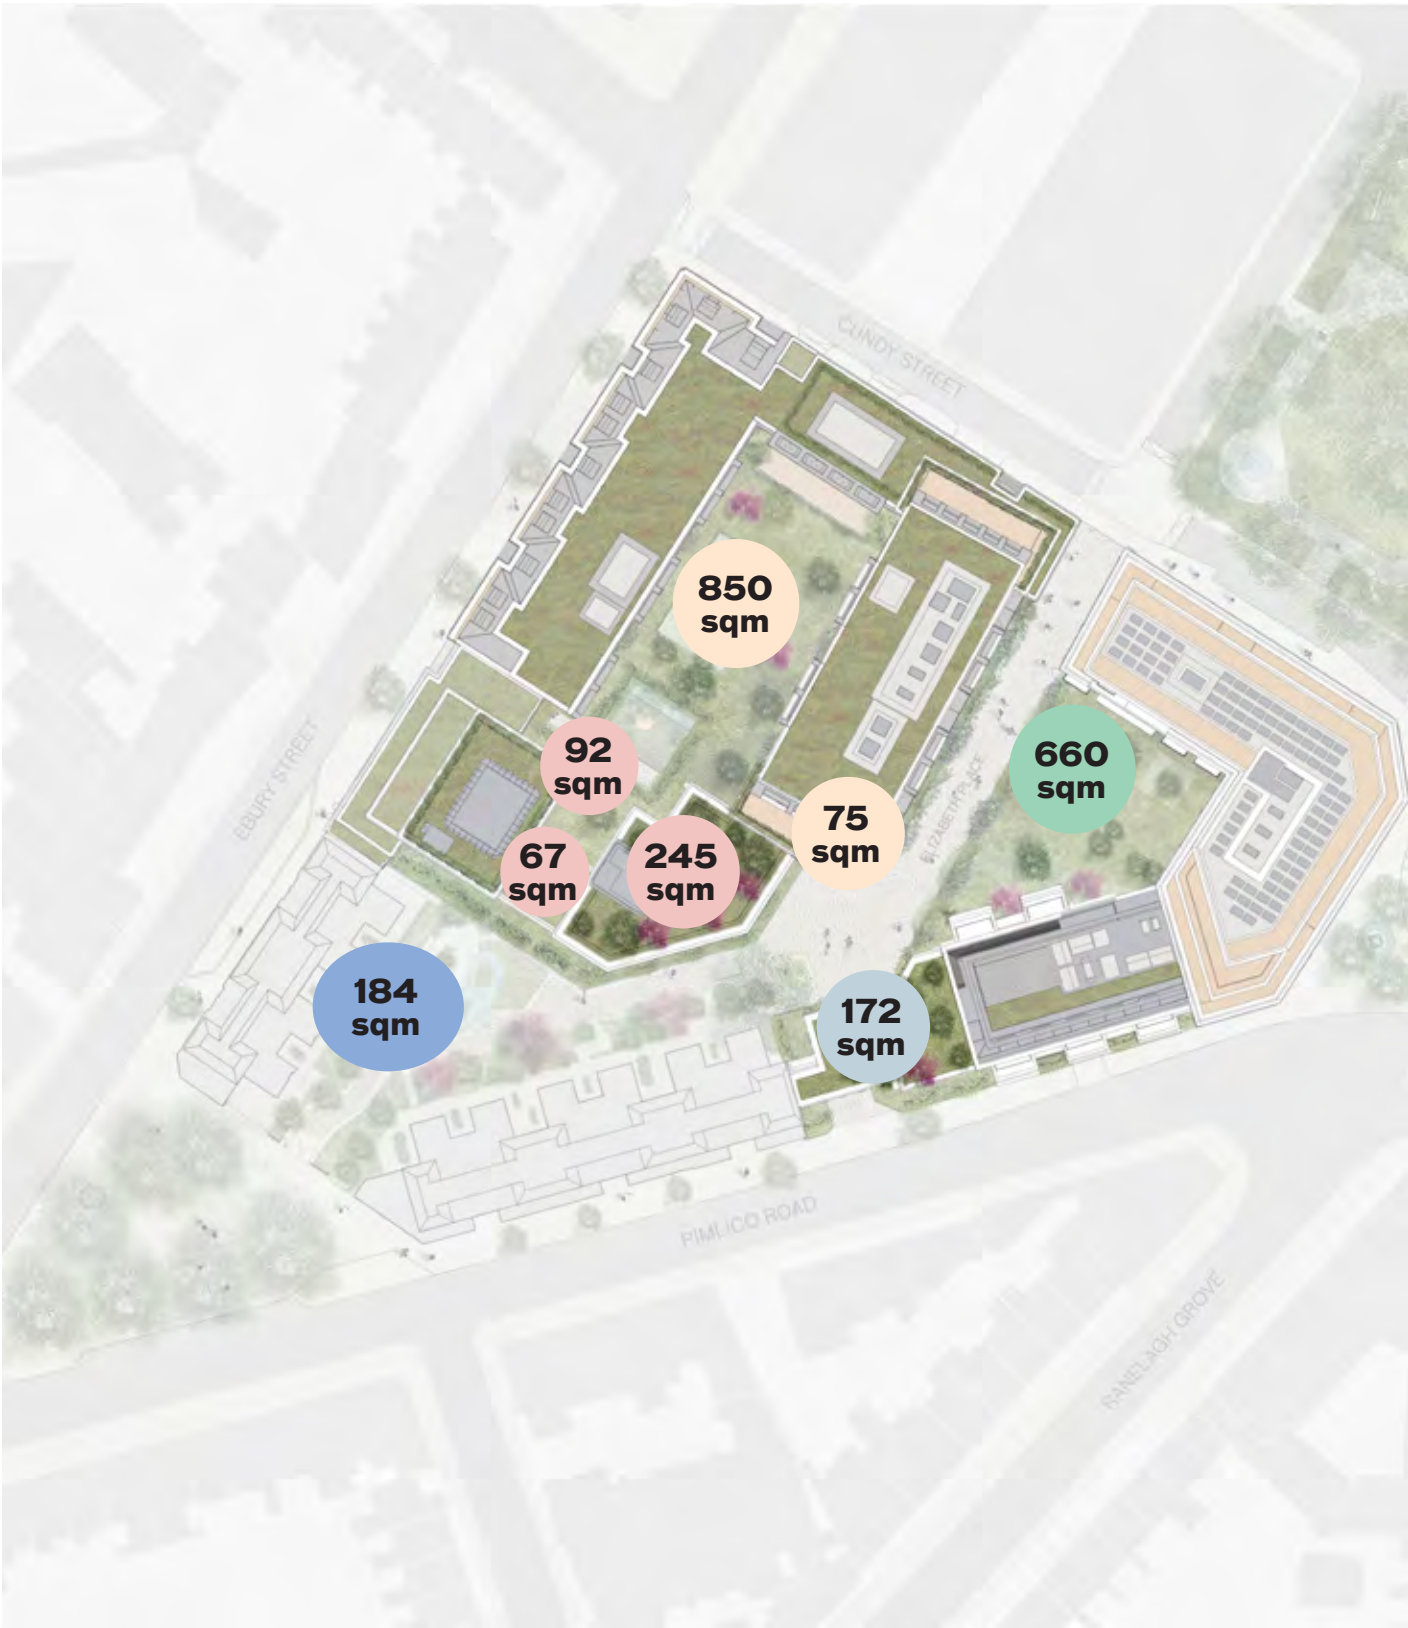 CUNDY STREET
850
sqm
EBURY STREET
92
sqm
660
sqm
ELIZABETH PLACE
75
sqm
67
sqm
245
sqm
184
sqm
172
sqm
PIMLICO ROAD
RANELAGH GROVE